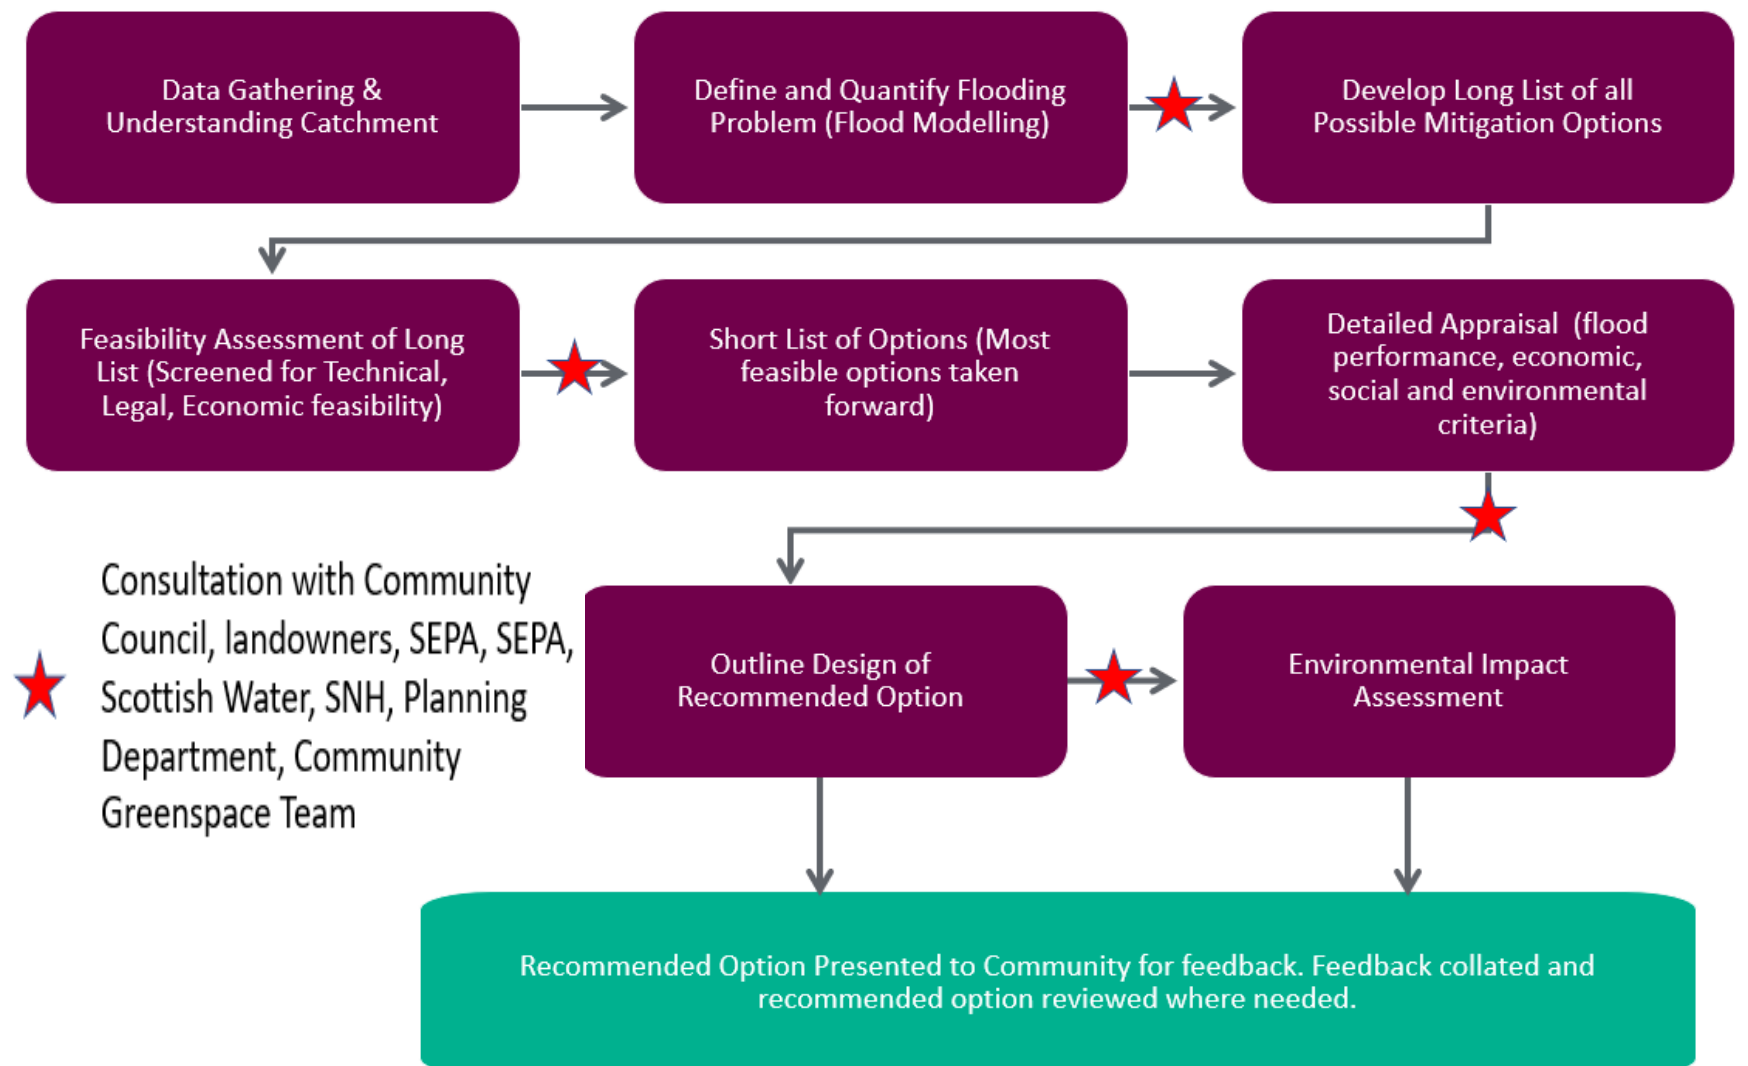 Data Gathering &
Understanding Catchment
Define and Quantify Flooding
Problem (Flood Modelling)
Develop Long List of all
Possible Mitigation Options
Feasibility Assessment of Long
List (Screened for Technical,
Legal, Economic feasibility)
Short List of Options (Most
feasible options taken
forward)
Detailed Appraisal (flood
performance, economic,
social and environmental
criteria)
Consultation with Community
Council, landowners, SEPA, SEPA,
Scottish Water, SNH, Planning
Department, Community
Greenspace Team
Outline Design of
Recommended Option
Environmental Impact
Assessment
Recommended Option Presented to Community for feedback. Feedback collated and
recommended option reviewed where needed.